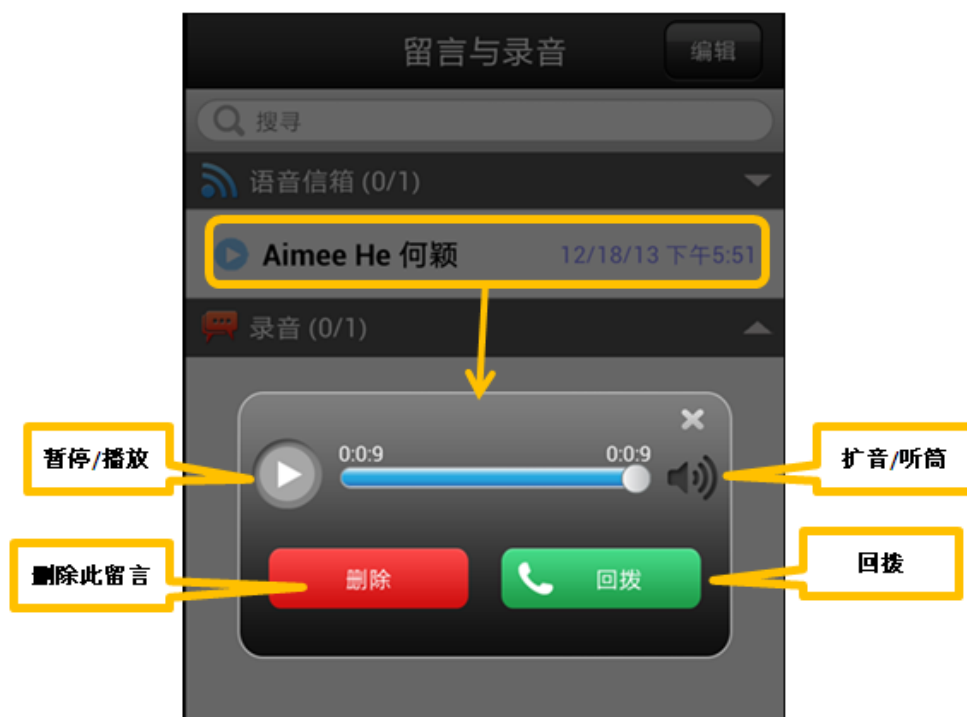 留言与录音
编辑
搜寻
语音信箱 (0/1)
Aimee He 何颖
12/18/13 下午5:51
录音 (0/1)
暂停/播放
0:0:9
0:0:9
扩音/听筒
删除此留言
删除
回拨
回拨